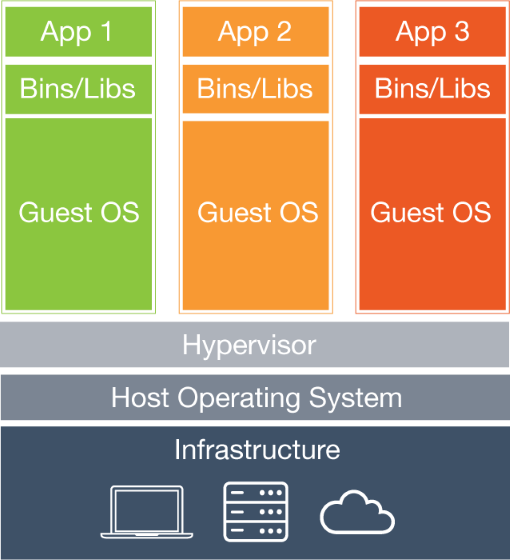 App 1
App 2
App 3
Bins/Libs
Bins/Libs
Bins/Libs
Guest OS
Guest OS
Guest OS
Hypervisor
Host Operating System
Infrastructure